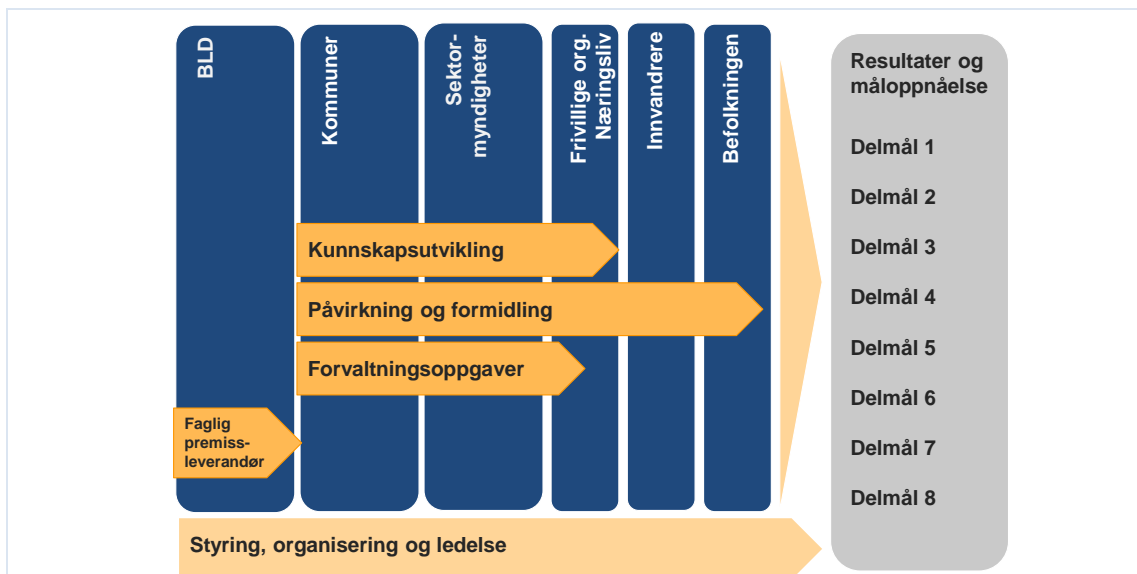 BLD
Kommuner
Sektor-
myndigheter
Frivillige org.
Næringsliv
Innvandrere
Befolkningen
Kunnskapsutvikling
Påvirkning og formidling
Forvaltningsoppgaver
Faglig
premiss-
leverandør
Styring, organisering og ledelse
Resultater og
måloppnåelse
Delmål 1
Delmål 2
Delmål 3
Delmål 4
Delmål 5
Delmål 6
Delmål 7
Delmål 8